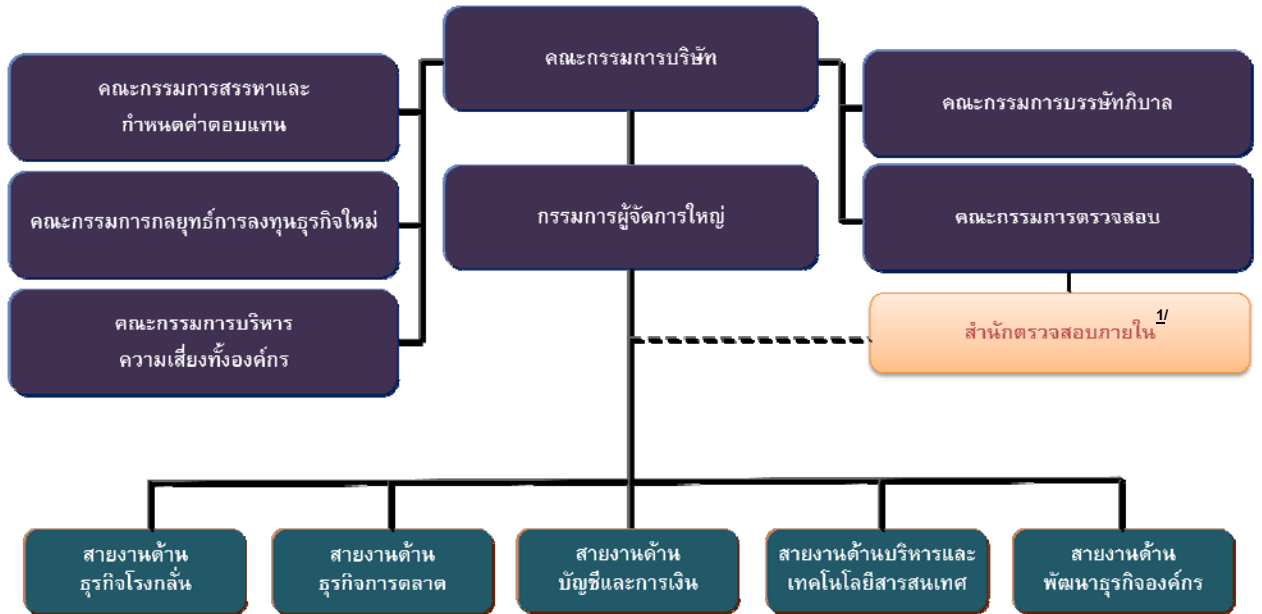 คณะกรรมการบริษัท
คณะกรรมการสรรหาและ
กำหนดค่าตอบแทน
คณะกรรมการบรรษัทภิบาล
คณะกรรมการกลยุทธ์การลงทุนธุรกิจใหม่
กรรมการผู้จัดการใหญ่
คณะกรรมการตรวจสอบ
คณะกรรมการบริหาร
ความเสี่ยงทั้งองค์กร
สำนักตรวจสอบภายใน 1/
สายงานด้าน
ธุรกิจโรงกลั่น
สายงานด้าน
ธุรกิจการตลาด
สายงานด้าน
บัญชีและการเงิน
สายงานด้านบริหารและ
เทคโนโลยีสารสนเทศ
สายงานด้าน
พัฒนาธุรกิจองค์กร